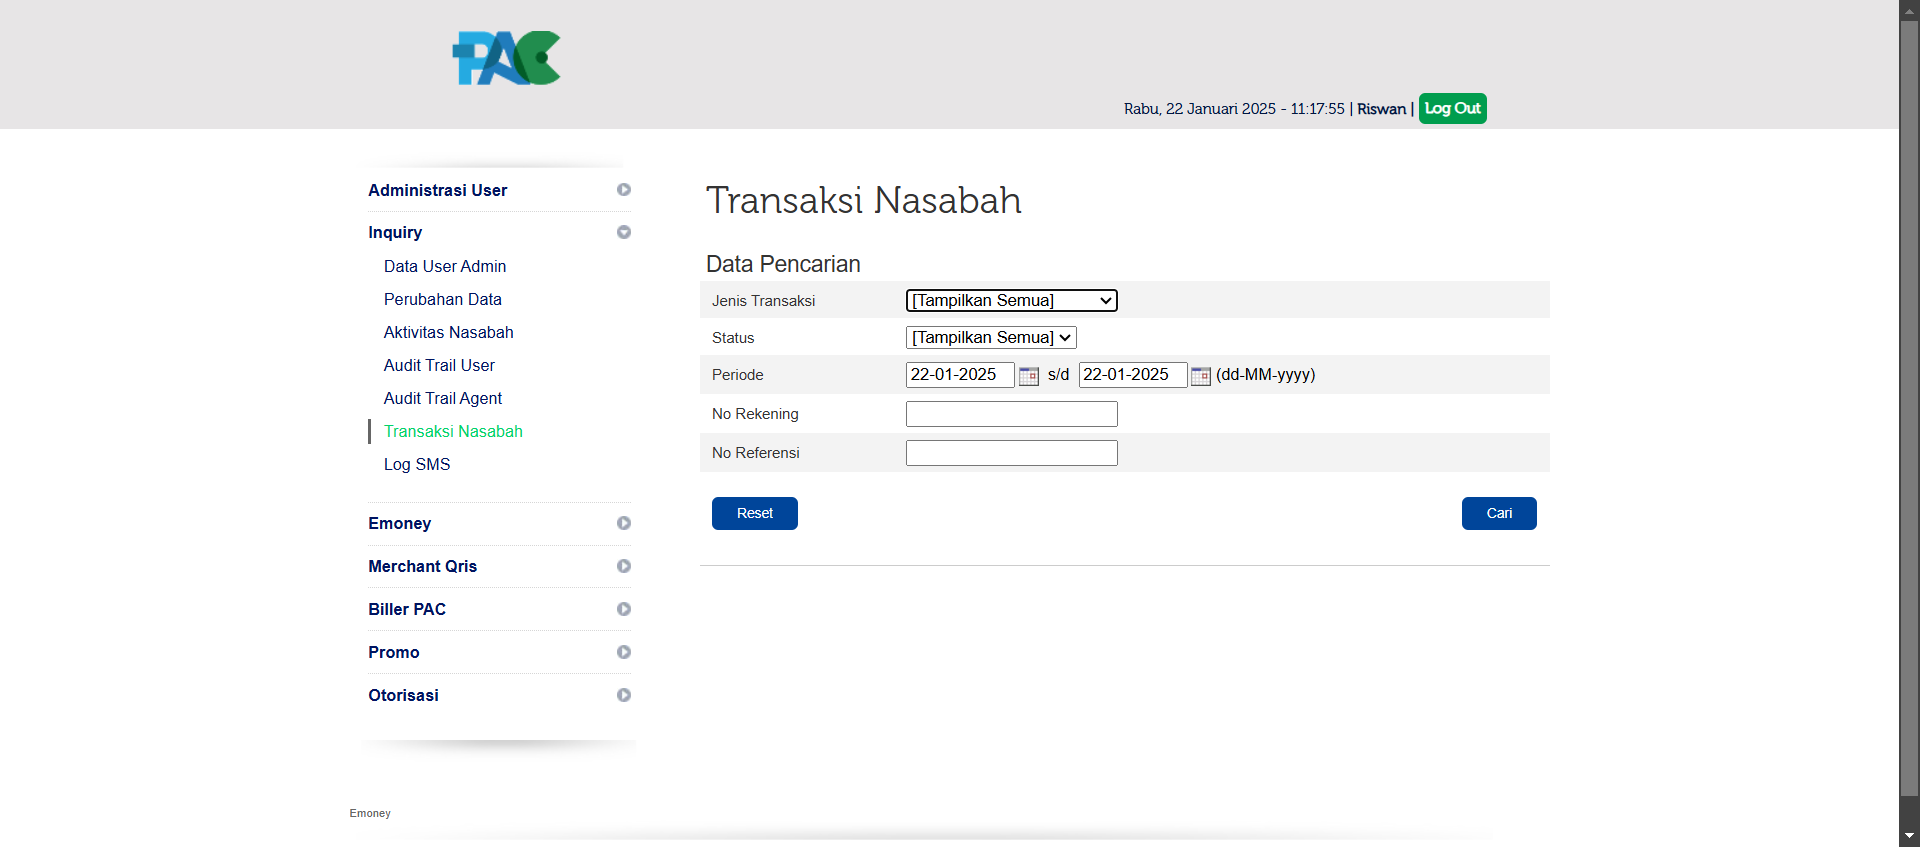 PAC
Rabu, 22 Januari 2025 - 11:17:55 | Riswan | Log Out
Administrasi User
Inquiry
Data User Admin
Perubahan Data
Aktivitas Nasabah
Audit Trail User
Audit Trail Agent
Transaksi Nasabah
Log SMS
Emoney
Merchant Qris
Biller PAC
Promo
Otorisasi
Transaksi Nasabah
Data Pencarian
Jenis Transaksi [Tampilkan Semua]
Status [Tampilkan Semua]
Periode 22-01-2025 s/d 22-01-2025 (dd-MM-yyyy)
No Rekening
No Referensi
Reset Cari
Emoney